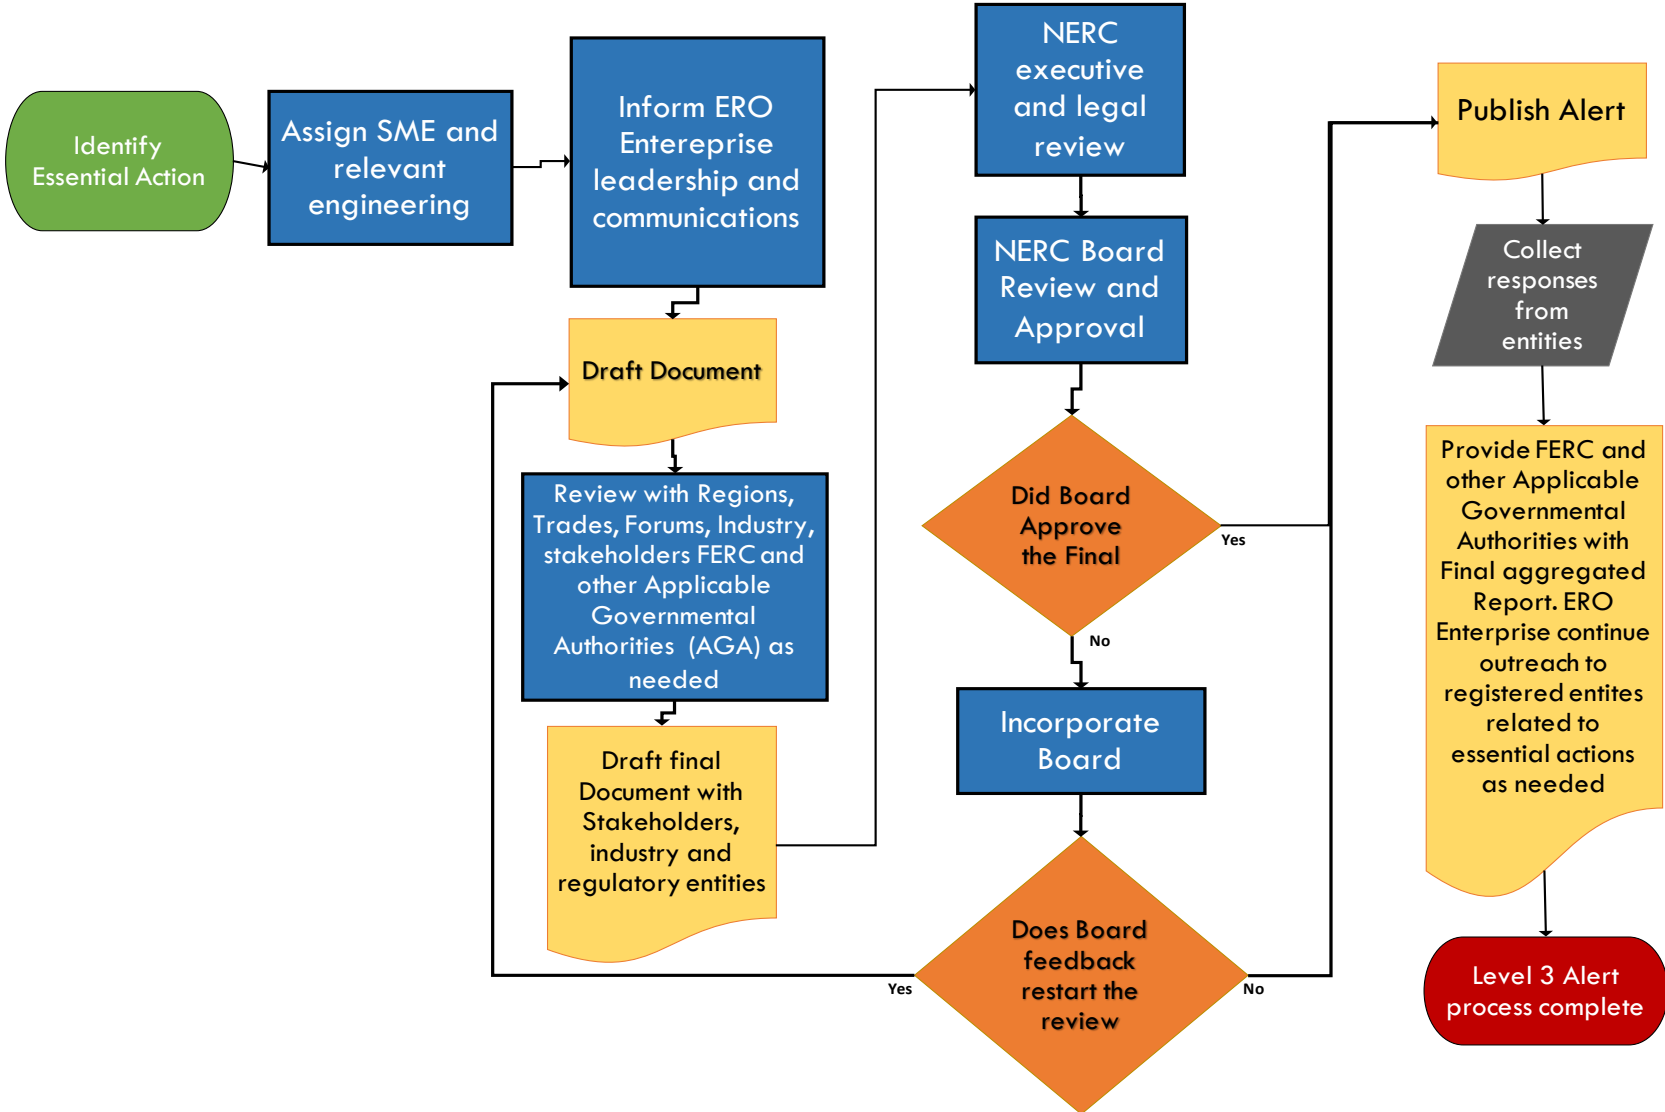 Identify
Essential Action
Assign SME and
relevant
engineering
Inform ERO
Entereprise
leadership and
communications
Draft Document
Review with Regions,
Trades, Forums, Industry,
stakeholders FERC and
other Applicable
Governmental
Authorities (AGA) as
needed
Draft final
Document with
Stakeholders,
industry and
regulatory entities
NERC
executive
and legal
review
NERC Board
Review and
Approval
Did Board
Approve
the Final
Yes
No
Incorporate
Board
Does Board
feedback
restart the
review
Yes
No
Publish Alert
Collect
responses
from
entities
Provide FERC and
other Applicable
Governmental
Authorities with
Final aggregated
Report. ERO
Enterprise continue
outreach to
registered entites
related to
essential actions
as needed
Level 3 Alert
process complete